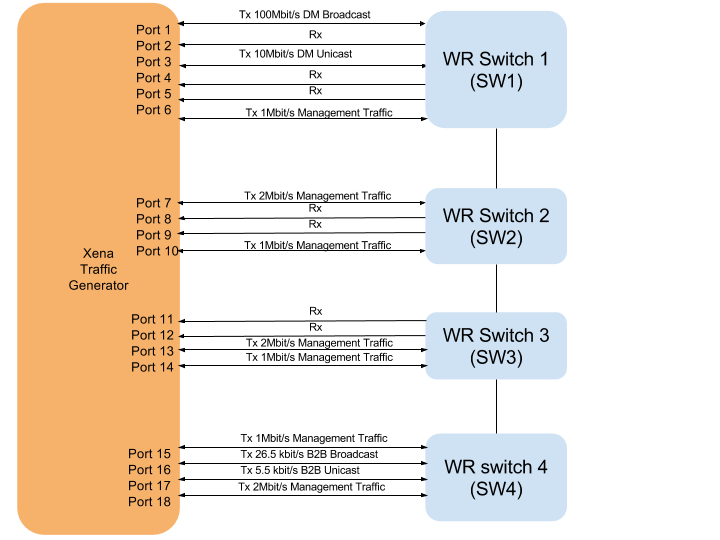 Tx 100Mbit/s DM Broadcast
Port 1
Rx
Port 2
Tx 10Mbit/s DM Unicast
Port 3
Rx
Port 4
Rx
Port 5
Tx 1Mbit/s Management Traffic
Port 6
WR Switch 1
(SW1)
Tx 2Mbit/s Management Traffic
Port 7
Rx
Port 8
Rx
Port 9
Tx 1Mbit/s Management Traffic
Port 10
WR Switch 2
(SW2)
Xena
Traffic
Generator
Rx
Port 11
Rx
Port 12
Tx 2Mbit/s Management Traffic
Port 13
Tx 1Mbit/s Management Traffic
Port 14
WR Switch 3
(SW3)
Tx 1Mbit/s Management Traffic
Port 15
Tx 26.5 kbit/s B2B Broadcast
Port 16
Tx 5.5 kbit/s B2B Unicast
Port 17
Tx 2Mbit/s Management Traffic
Port 18
WR switch 4
(SW4)